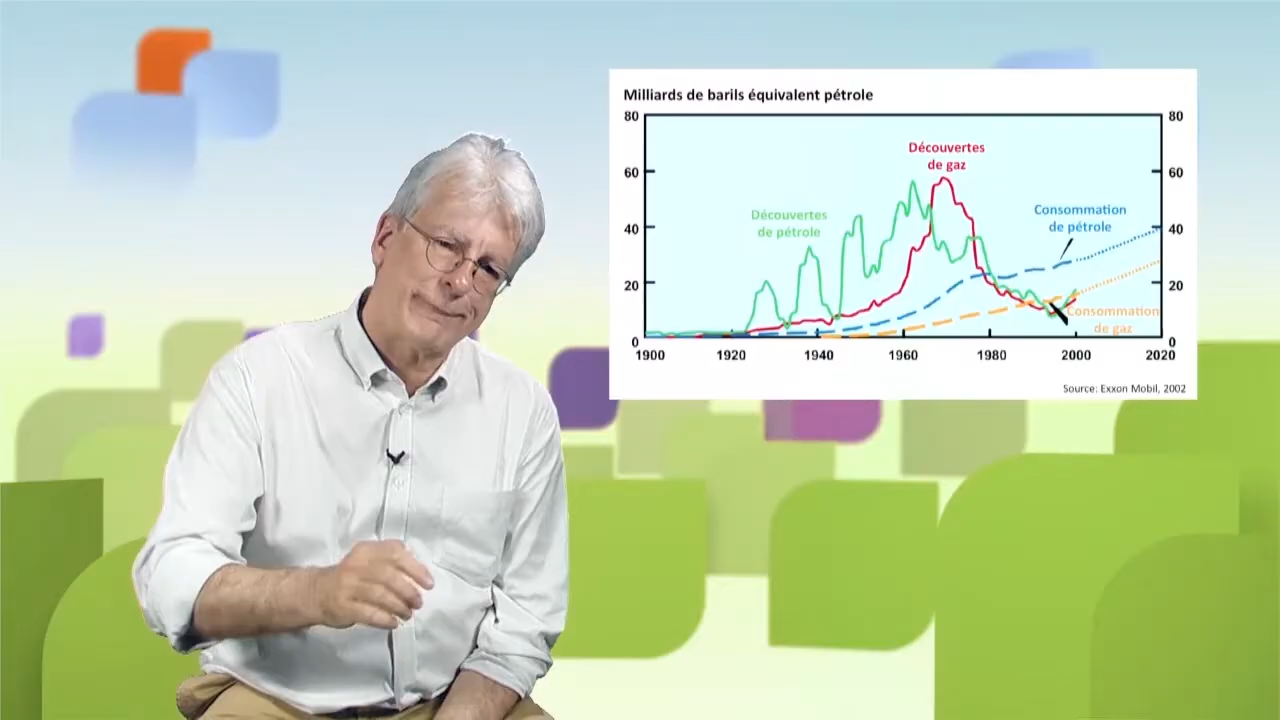 Milliards de barils équivalent pétrole
80
80
Découvertes
de gaz
60
60
Découvertes
de pétrole
Consommation
de pétrole
40
40
20
20
Consommation
de gaz
0
0
1900
1920
1940
1960
1980
2000
2020
Source: Exxon Mobil, 2002